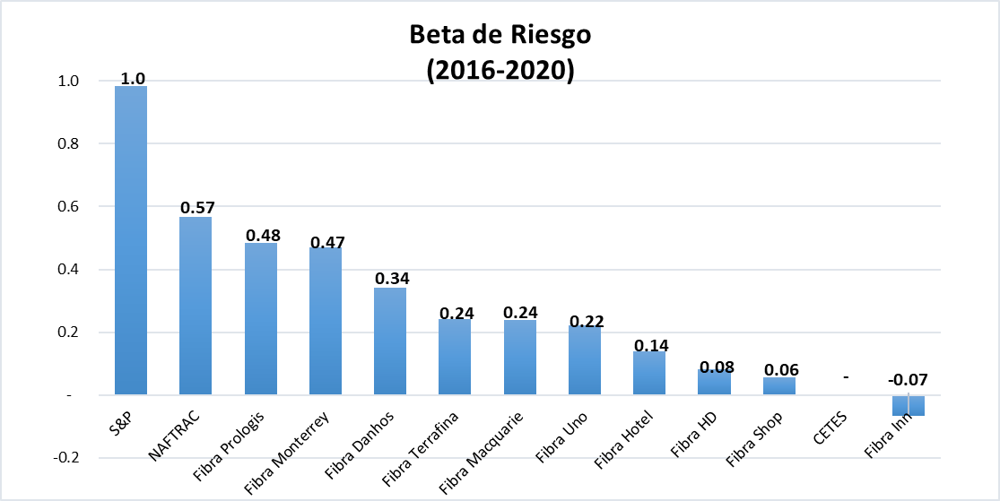 Beta de Riesgo
(2016-2020)
1.0
0.8
0.6
0.4
0.2
-
-0.2
1.0
0.57
0.48
0.47
0.34
0.24
0.24
0.22
0.14
0.08
0.06
-
-0.07
S&P
NAFTRAC
Fibra Prologis
Fibra Monterrey
Fibra Danhos
Fibra Terrafina
Fibra Macquarie
Fibra Uno
Fibra Hotel
Fibra HD
Fibra Shop
CETES
Fibra Inn